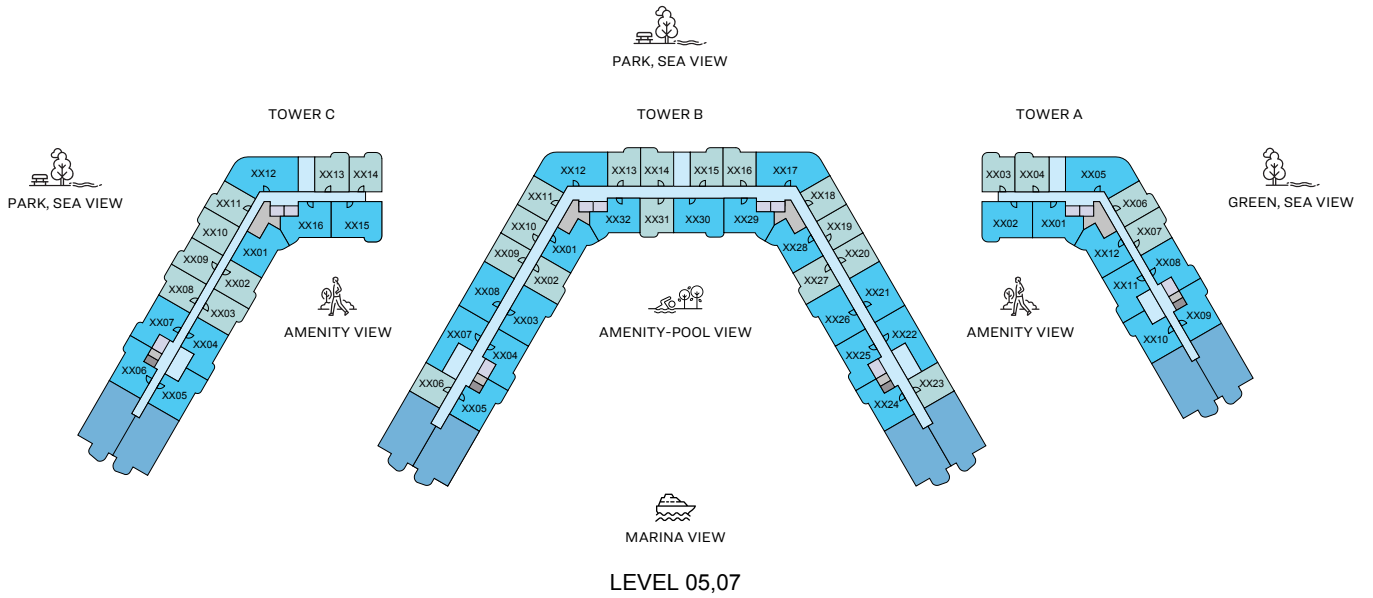 PARK, SEA VIEW
TOWER C
TOWER B
TOWER A
PARK, SEA VIEW
GREEN, SEA VIEW
XX12
XX13
XX14
XX11
XX10
XX09
XX08
XX07
XX06
XX05
XX04
XX03
XX02
XX01
XX16
XX15
XX12
XX13
XX14
XX15
XX16
XX17
XX11
XX10
XX09
XX08
XX07
XX06
XX05
XX04
XX03
XX02
XX01
XX32
XX31
XX30
XX29
XX28
XX27
XX26
XX25
XX24
XX18
XX19
XX20
XX21
XX22
XX23
XX03
XX04
XX05
XX02
XX01
XX06
XX07
XX08
XX09
XX12
XX11
XX10
AMENITY VIEW
AMENITY-POOL VIEW
AMENITY VIEW
MARINA VIEW
LEVEL 05,07